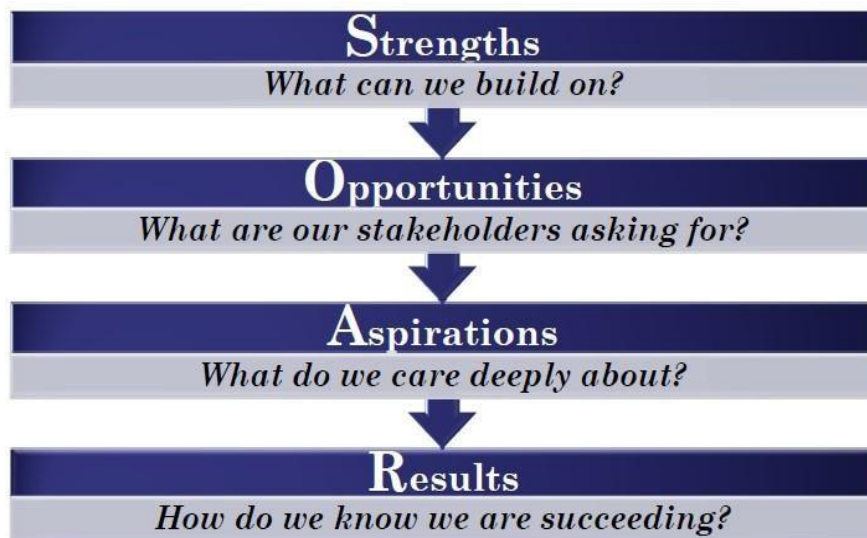 Strengths
What can we build on?
Opportunities
What are our stakeholders asking for?
Aspirations
What do we care deeply about?
Results
How do we know we are succeeding?